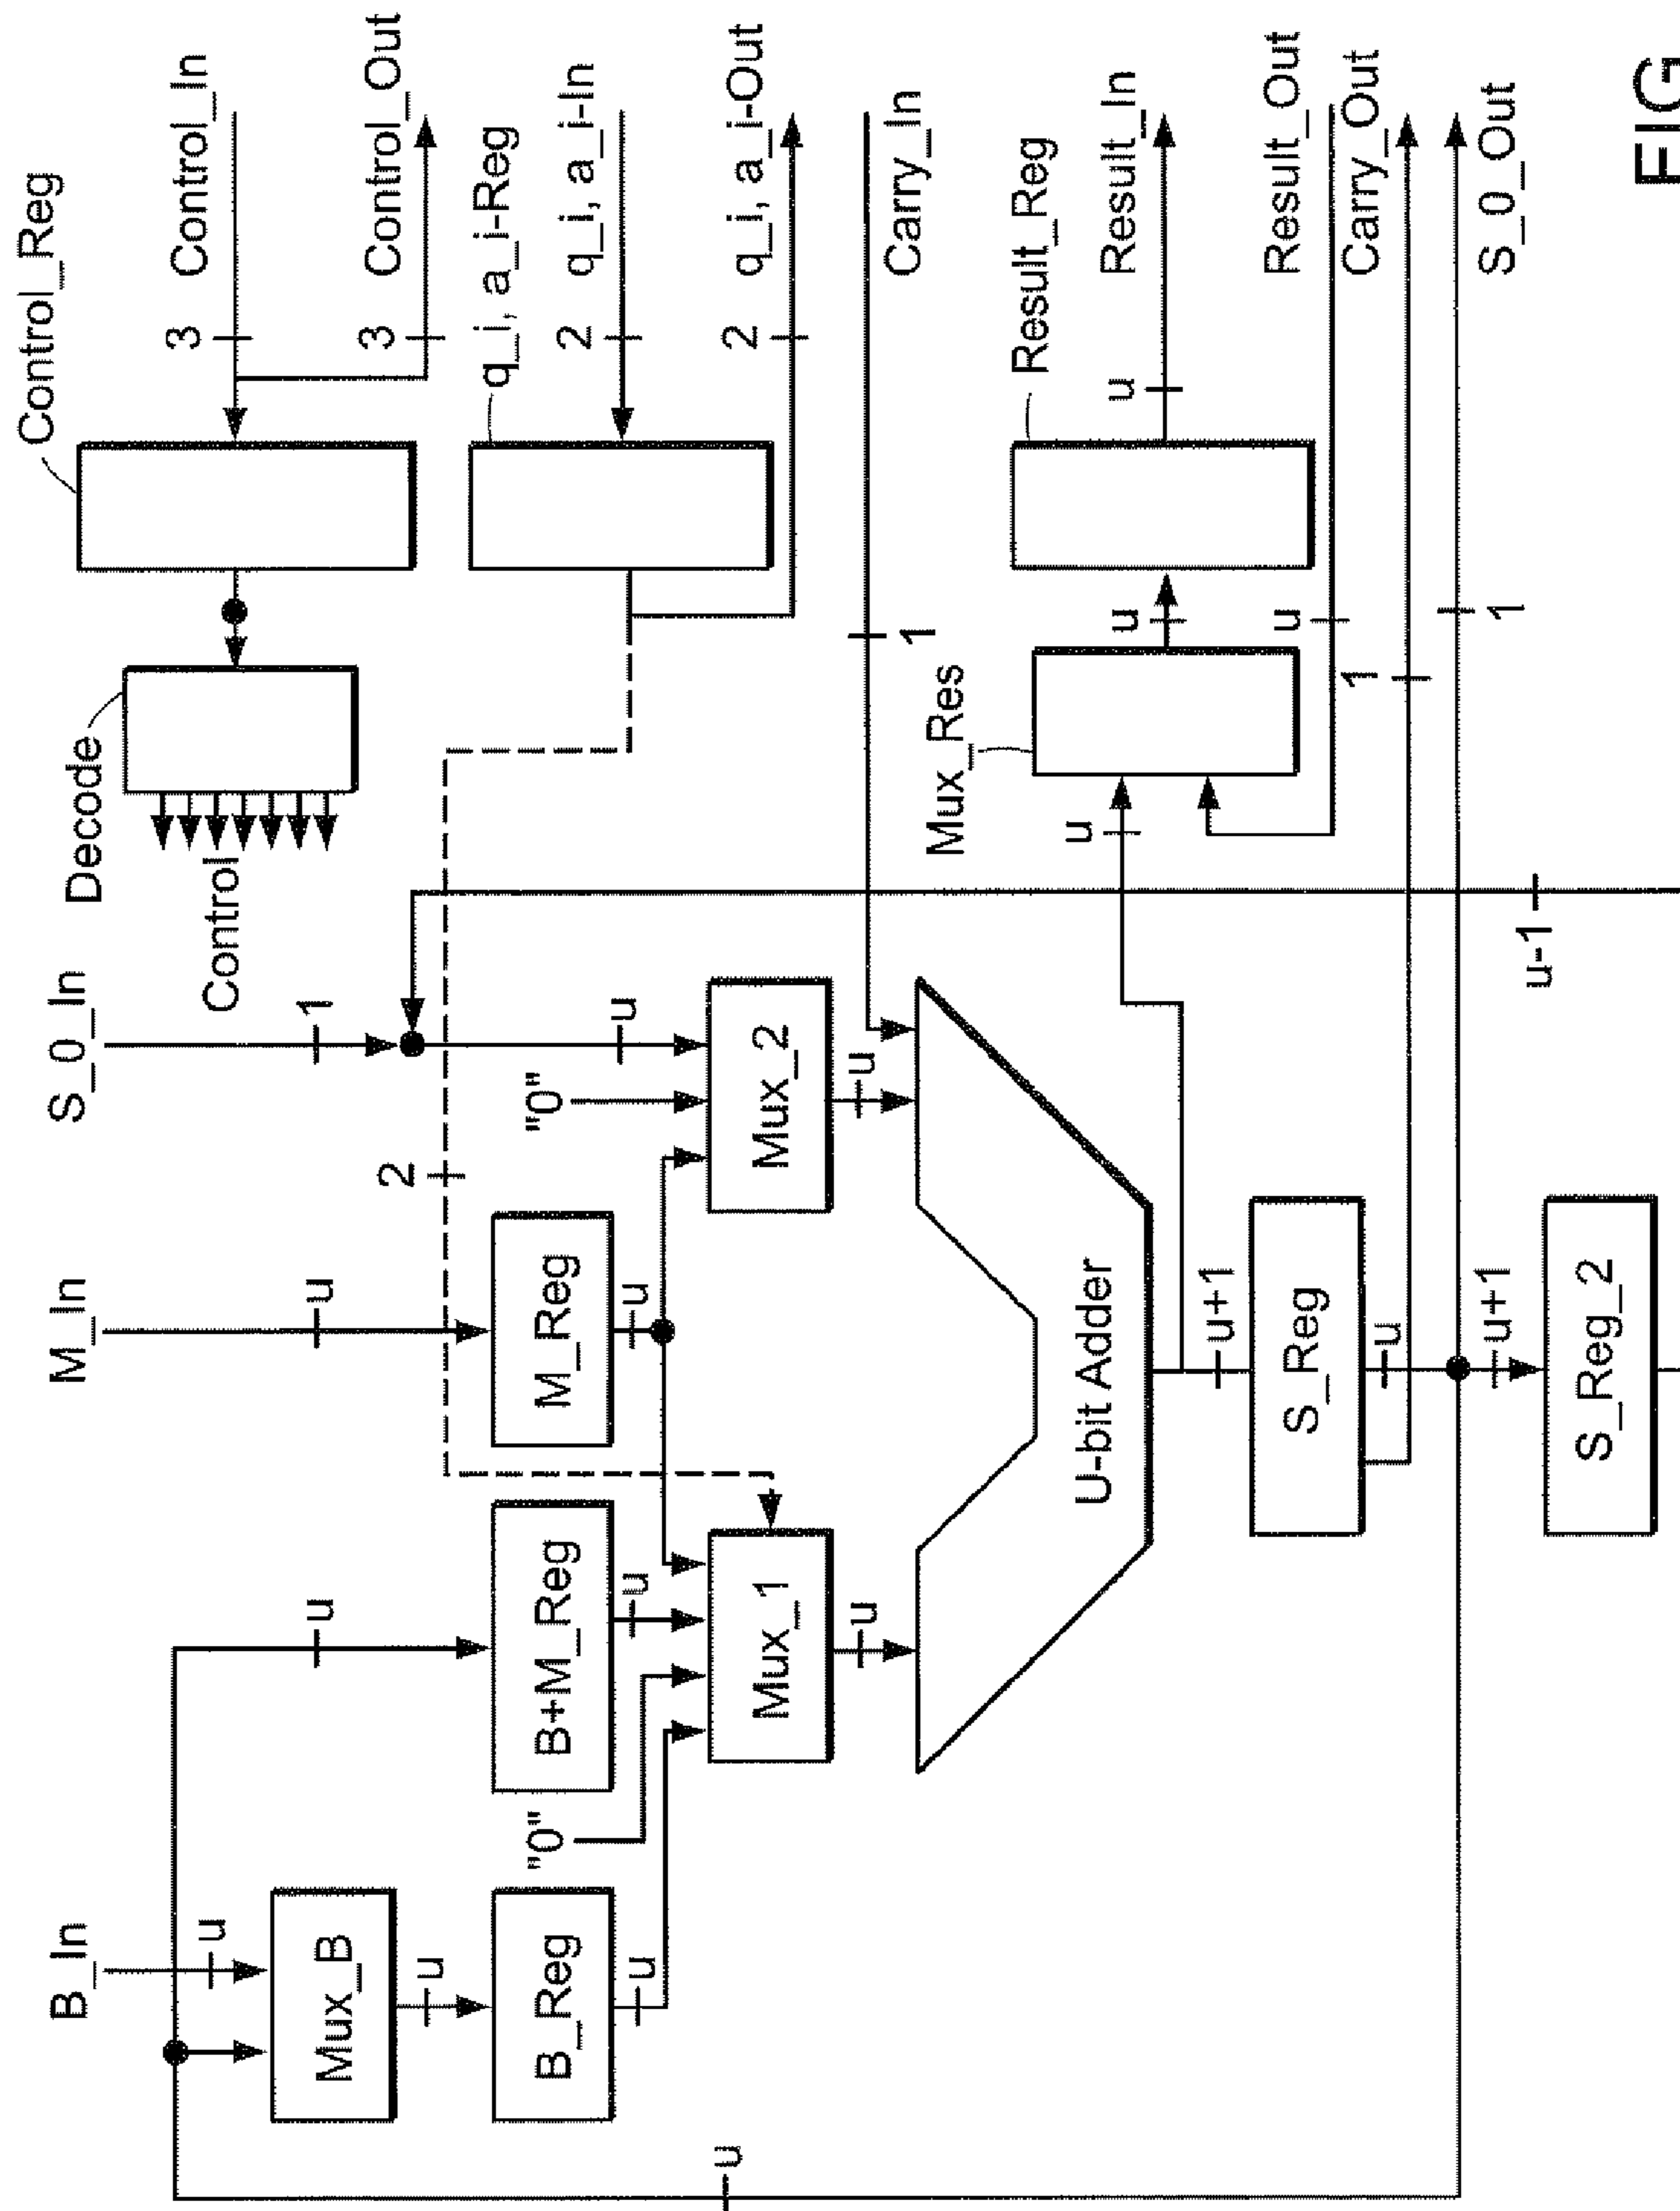 Control_Reg
Control_In
3
Control_Out
3
q_i, a_i-Reg
q_i, a_i-In
2
q_i, a_i-Out
2
Carry_In
1
Decode
Control
S_0_In
1
M_In
u
B_In
u
u
Mux_B
u
B_Reg
u
"0"
B+M_Reg
u
M_Reg
u
2
"0"
u
Mux_1
u
Mux_2
u
U-bit Adder
u+1
S_Reg
u
u+1
S_Reg_2
u
u-1
Mux_Res
u
u
Result_Reg
u
Result_In
u
Result_Out
1
Carry_Out
1
S_0_Out
FIG